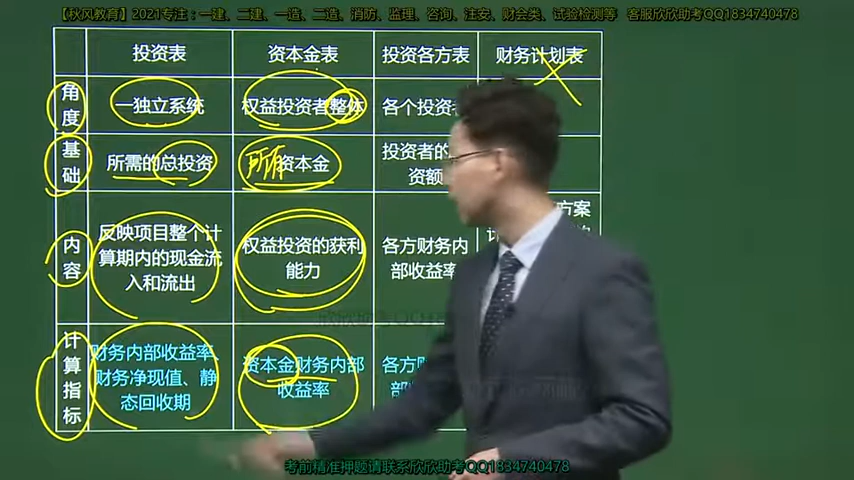 【秋风教育】2021专注:一建、二建、一造、二造、消防、监理、咨询、注安、财会类、试验检测等 客服欣欣助考QQ1834740478
投资表 资本金表 投资各方表 财务计划表
角度 一独立系统 权益投资者整体 各个投资者
基础 所需的总投资 所有资本金 投资者的
资额
内容 反映项目整个计
算期内的现金流
入和流出
权益投资的获利
能力
各方财务内
部收益率
方案
计算指标 财务内部收益率、
财务净现值、静
态回收期
资本金财务内部
收益率
各方
部
考前精准押题请联系欣欣助考QQ1834740478